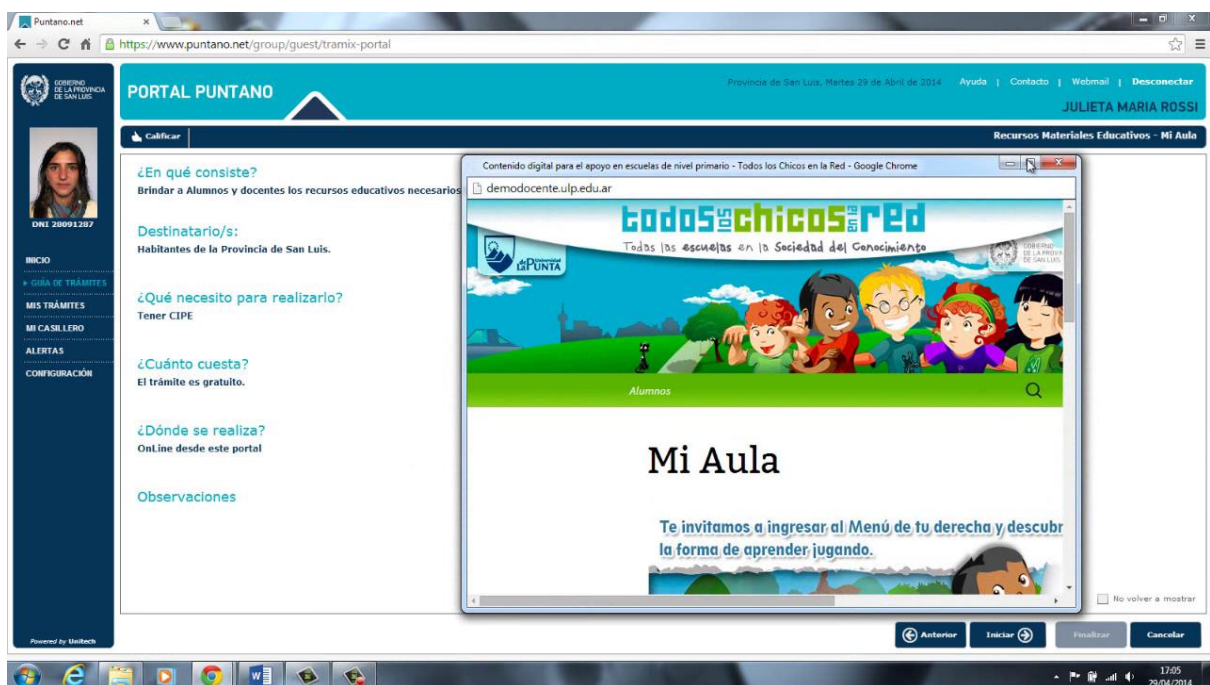 Puntano.net
https://www.puntano.net/group/guest/tramix-portal
GOBIERNO
DE LA PROVINCIA
DE SAN LUIS
PORTAL PUNTANO
Provincia de San Luis, Martes 29 de Abril de 2014
Ayuda | Contacto | Webmail | Desconectar
JULIETA MARIA ROSSI
Calificar
Recursos Materiales Educativos - Mi Aula
DNI 28091287
INICIO
GUÍA DE TRÁMITES
MIS TRÁMITES
MI CASILLERO
ALERTAS
CONFIGURACIÓN
Powered by Unitech
¿En qué consiste?
Brindar a Alumnos y docentes los recursos educativos necesarios
Destinatario/s:
Habitantes de la Provincia de San Luis.
¿Qué necesito para realizarlo?
Tener CIPE
¿Cuánto cuesta?
El trámite es gratuito.
¿Dónde se realiza?
OnLine desde este portal
Observaciones
Contenido digital para el apoyo en escuelas de nivel primario - Todos los Chicos en la Red - Google Chrome
demodocente.ulp.edu.ar
todos los chicos en la red
Todas las escuelas en la Sociedad del Conocimiento
Universidad
LA PUNTA
GOBIERNO
DE LA PROVIN
DE SAN LUIS
Alumnos
Mi Aula
Te invitamos a ingresar al Menú de tu derecha y descubr
la forma de aprender jugando.
No volver a mostrar
Anterior
Iniciar
Finalizar
Cancelar
17:05
29/04/2014